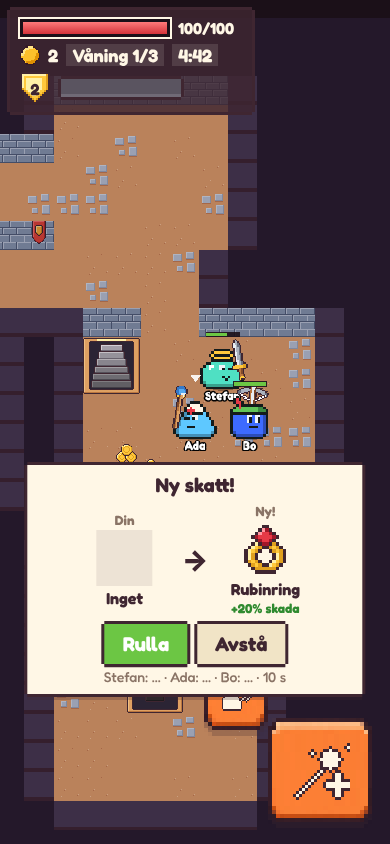 100/100
2 Våning 1/3 4:42
2
Stefan
Ada Bo
Ny skatt!
Din
Ny!
Inget
Rubinring
+20% skada
Rulla Avstå
Stefan: ... · Ada: ... · Bo: ... · 10 s